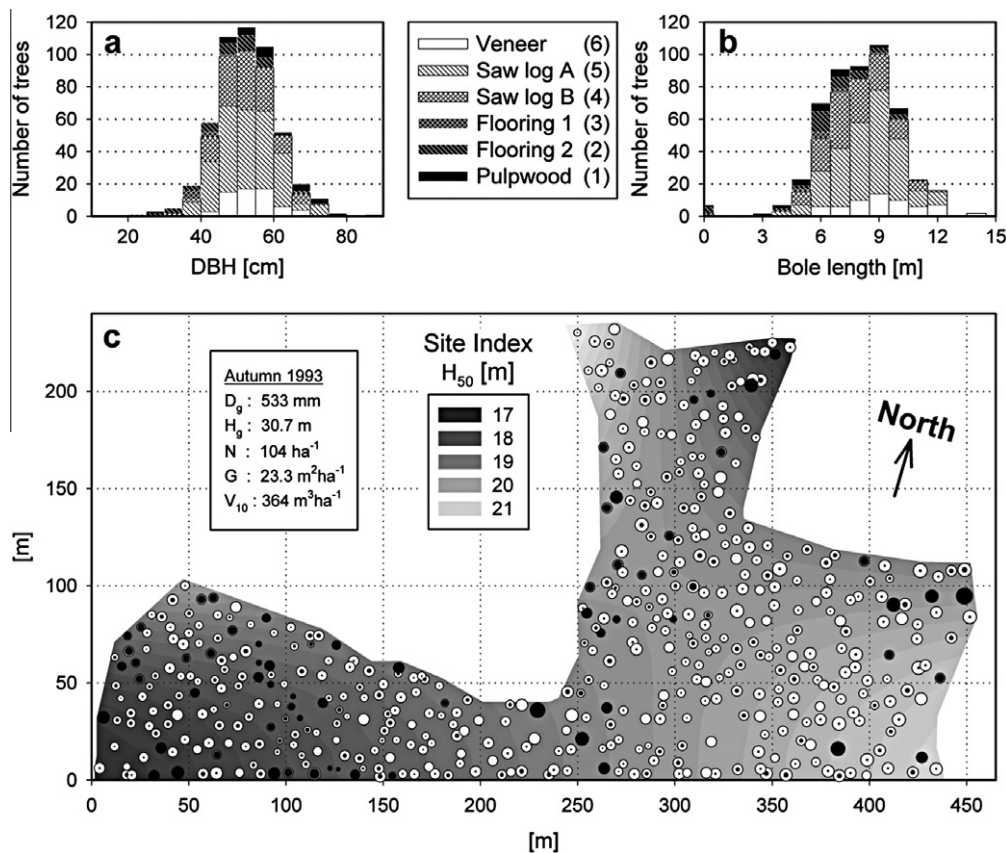 a
Number of trees
120
100
80
60
40
20
0
20 40 60 80
DBH [cm]
Veneer (6)
Saw log A (5)
Saw log B (4)
Flooring 1 (3)
Flooring 2 (2)
Pulpwood (1)
b
Number of trees
120
100
80
60
40
20
0
0 3 6 9 12 15
Bole length [m]
c
Autumn 1993
Dg : 533 mm
Hg : 30.7 m
N : 104 ha-1
G : 23.3 m2ha-1
V10 : 364 m3ha-1
Site Index
H50 [m]
17
18
19
20
21
North
[m]
200
150
100
50
0
0 50 100 150 200 250 300 350 400 450
[m]